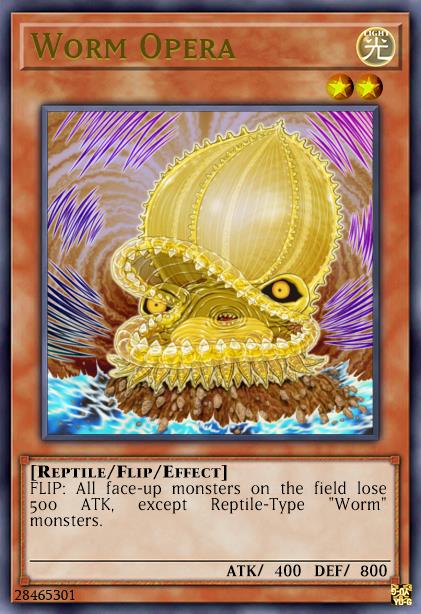 Worm Opera
LIGHT
光
[Reptile/Flip/Effect]
FLIP: All face-up monsters on the field lose
500 ATK, except Reptile-Type "Worm"
monsters.
ATK/ 400 DEF/ 800
28465301